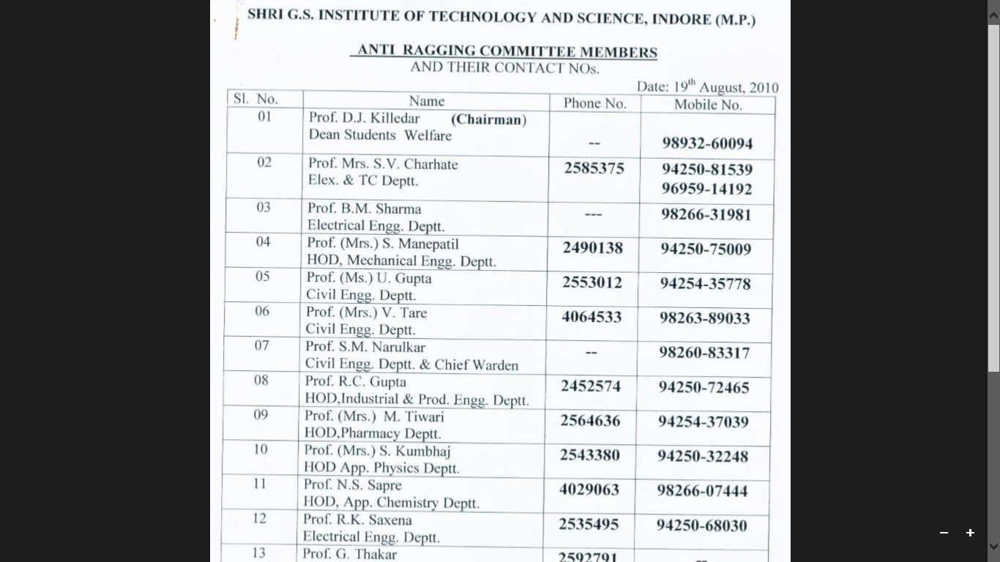 SHRI G.S. INSTITUTE OF TECHNOLOGY AND SCIENCE, INDORE (M.P.)
ANTI RAGGING COMMITTEE MEMBERS
AND THEIR CONTACT NOs.
Date: 19th August, 2010
Sl. No. Name Phone No. Mobile No.
01 Prof. D.J. Killedar (Chairman)
Dean Students Welfare -- 98932-60094
02 Prof. Mrs. S.V. Charhate 2585375 94250-81539
Elex. & TC Deptt. 96959-14192
03 Prof. B.M. Sharma --- 98266-31981
Electrical Engg. Deptt.
04 Prof. (Mrs.) S. Manepatil 2490138 94250-75009
HOD, Mechanical Engg. Deptt.
05 Prof. (Ms.) U. Gupta 2553012 94254-35778
Civil Engg. Deptt.
06 Prof. (Mrs.) V. Tare 4064533 98263-89033
Civil Engg. Deptt.
07 Prof. S.M. Narulkar -- 98260-83317
Civil Engg. Deptt. & Chief Warden
08 Prof. R.C. Gupta 2452574 94250-72465
HOD,Industrial & Prod. Engg. Deptt.
09 Prof. (Mrs.) M. Tiwari 2564636 94254-37039
HOD,Pharmacy Deptt.
10 Prof. (Mrs.) S. Kumbhaj 2543380 94250-32248
HOD App. Physics Deptt.
11 Prof. N.S. Sapre 4029063 98266-07444
HOD, App. Chemistry Deptt.
12 Prof. R.K. Saxena 2535495 94250-68030
Electrical Engg. Deptt.
13 Prof. G. Thakar 2592791 --